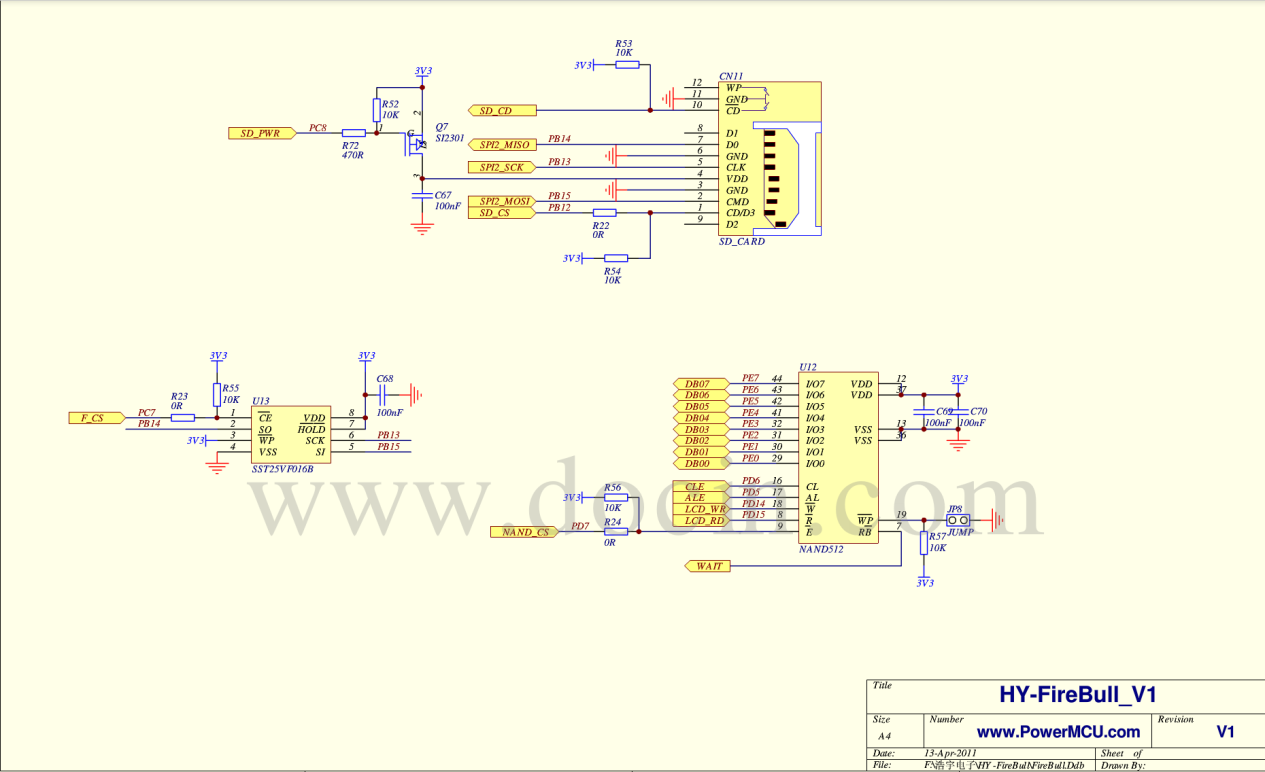 R53
10K
3V3
SD_CD
CN11
12 WP
11 GND
10 CD
8 D1
7 D0
6 GND
5 CLK
4 VDD
3 GND
2 CMD
1 CD/D3
9 D2
SD_CARD
3V3
R52
10K
SD_PWR PC8
R72
470R
1 G
2
3
Q7
SI2301
C67
100nF
SPI2_MISO PB14
SPI2_SCK PB13
SPI2_MOSI PB15
SD_CS PB12
R22
0R
3V3
R54
10K
3V3
R55
10K
R23
0R
F_CS PC7
PB14
3V3
U13
1 CE
2 SO
3 WP
4 VSS
VDD 8
HOLD 7
SCK 6 PB13
SI 5 PB15
SST25VF016B
3V3
C68
100nF
U12
DB07 PE7 44 I/O7
DB06 PE6 43 I/O6
DB05 PE5 42 I/O5
DB04 PE4 41 I/O4
DB03 PE3 32 I/O3
DB02 PE2 31 I/O2
DB01 PE1 30 I/O1
DB00 PE0 29 I/O0
CLE PD6 16 CL
ALE PD5 17 AL
LCD_WR PD14 18 W
LCD_RD PD15 8 R
NAND_CS PD7 9 E
3V3
R56
10K
R24
0R
NAND512
WAIT
VDD 12
VDD 37
VSS 13
VSS 36
WP 19
RB 7
3V3
C69
100nF
C70
100nF
JP8
JUMP
R57
10K
3V3
www.docin.com
Title
HY-FireBull_V1
Size Number Revision
A4 www.PowerMCU.com V1
Date: 13-Apr-2011 Sheet of
File: F:\浩宇电子\HY -FireBull\FireBull.Ddb Drawn By: